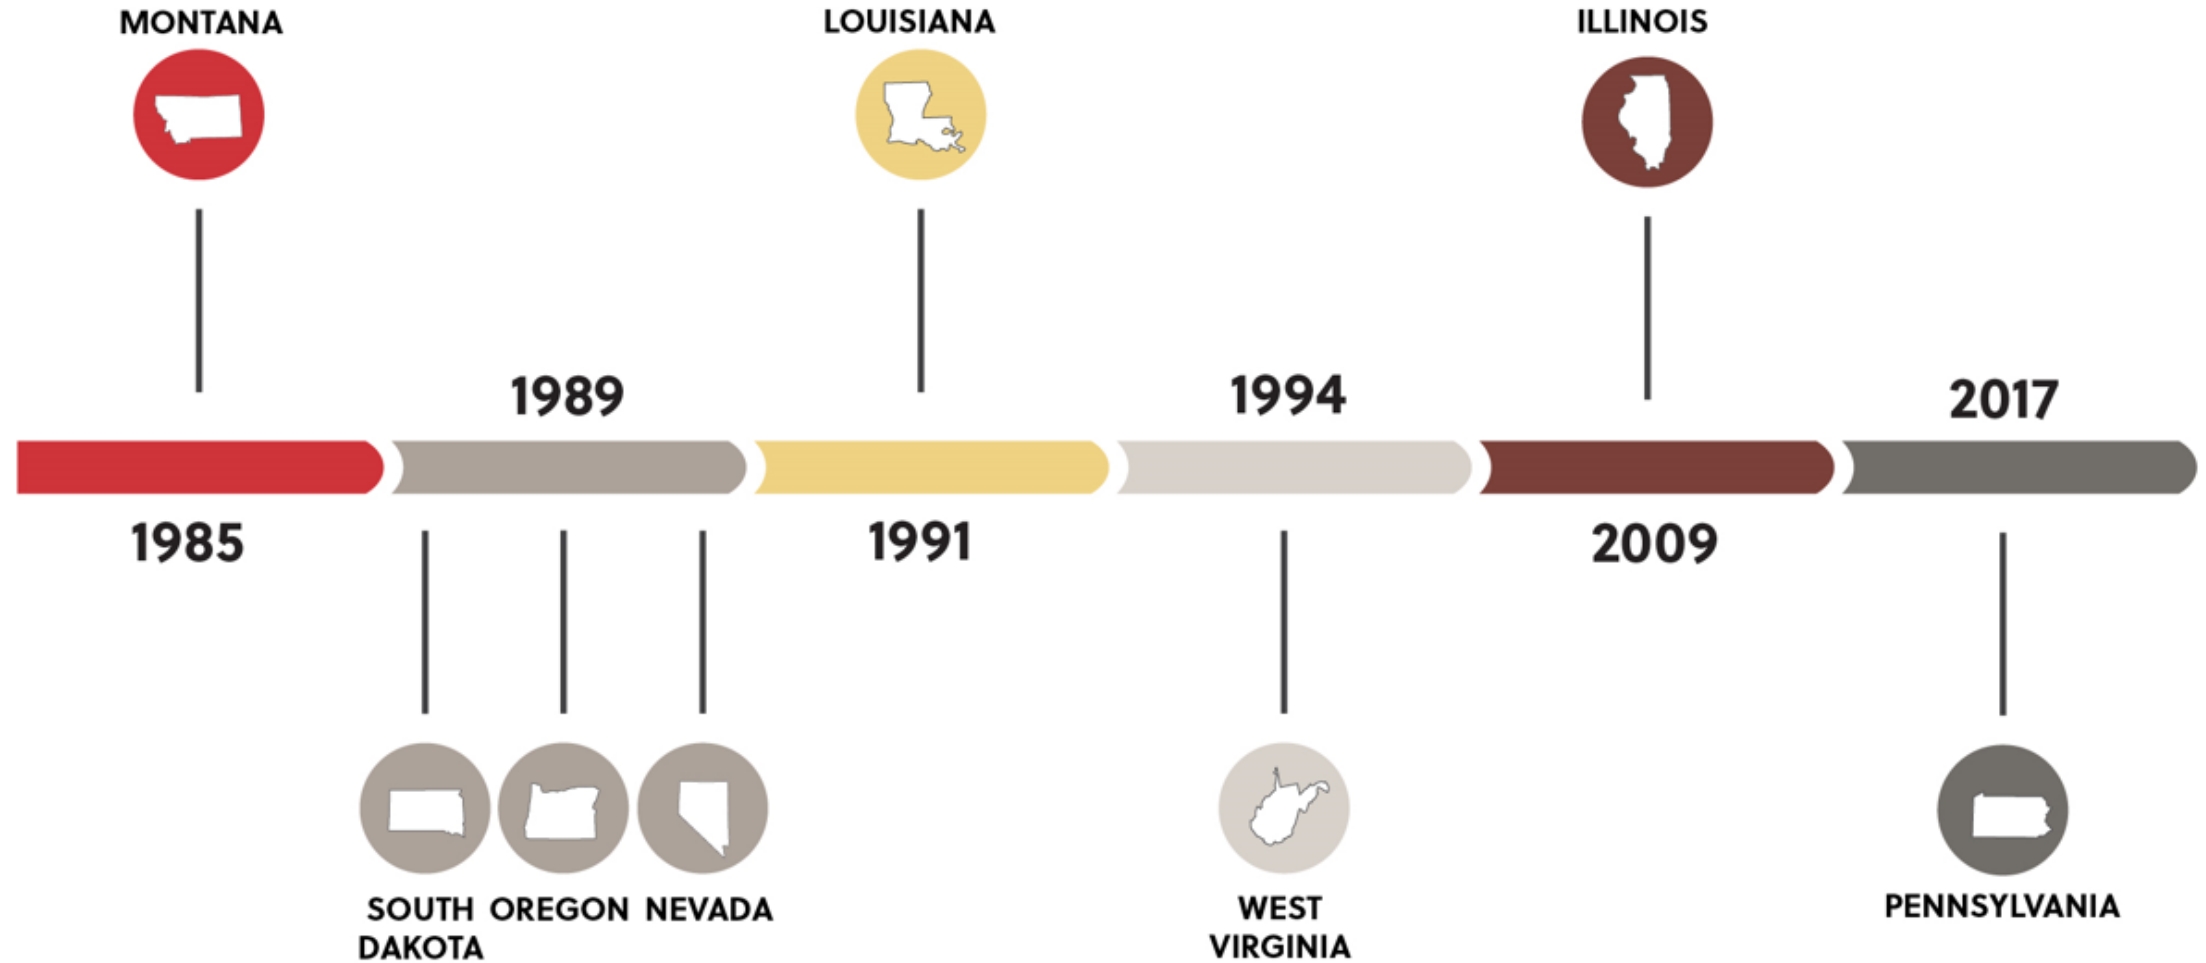 MONTANA
LOUISIANA
ILLINOIS
1989
1994
2017
1985
1991
2009
SOUTH
DAKOTA
OREGON
NEVADA
WEST
VIRGINIA
PENNSYLVANIA